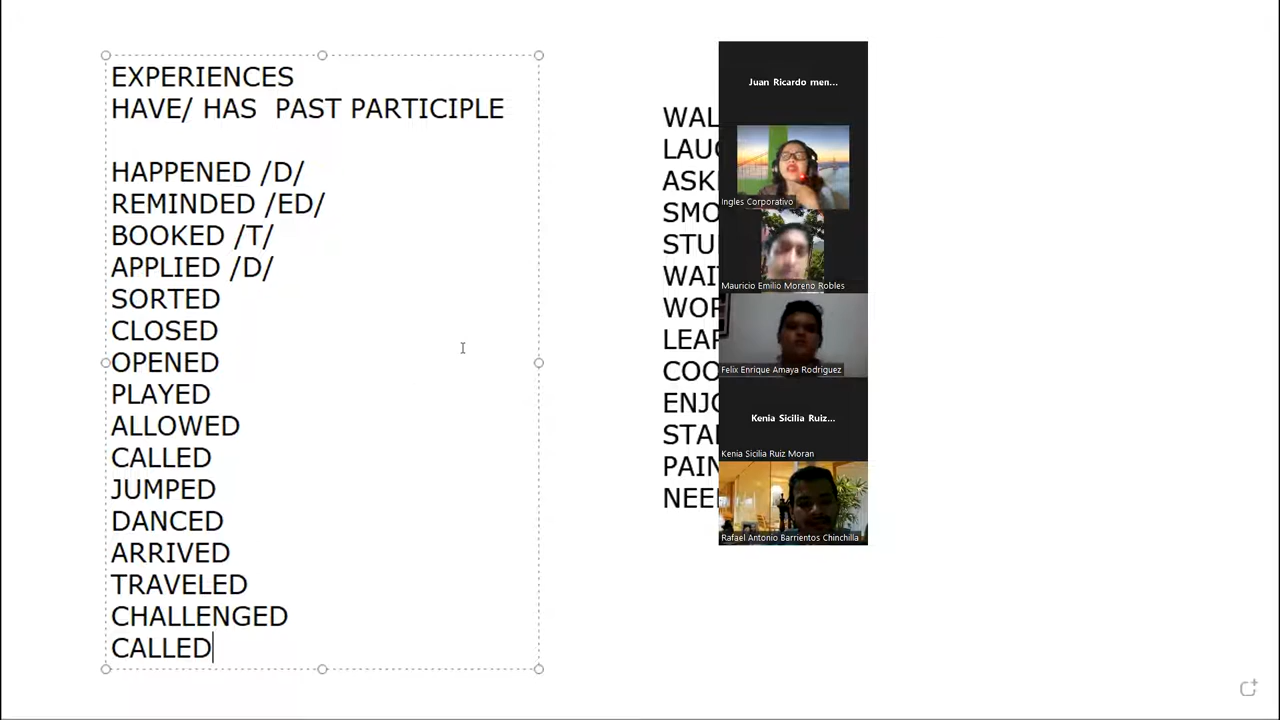 EXPERIENCES
HAVE/ HAS PAST PARTICIPLE
HAPPENED /D/
REMINDED /ED/
BOOKED /T/
APPLIED /D/
SORTED
CLOSED
OPENED
PLAYED
ALLOWED
CALLED
JUMPED
DANCED
ARRIVED
TRAVELED
CHALLENGED
CALLED
Juan Ricardo men...
Ingles Corporativo
Mauricio Emilio Moreno Robles
Felix Enrique Amaya Rodriguez
Kenia Sicilia Ruiz...
Kenia Sicilia Ruiz Moran
Rafael Antonio Barrientos Chinchilla